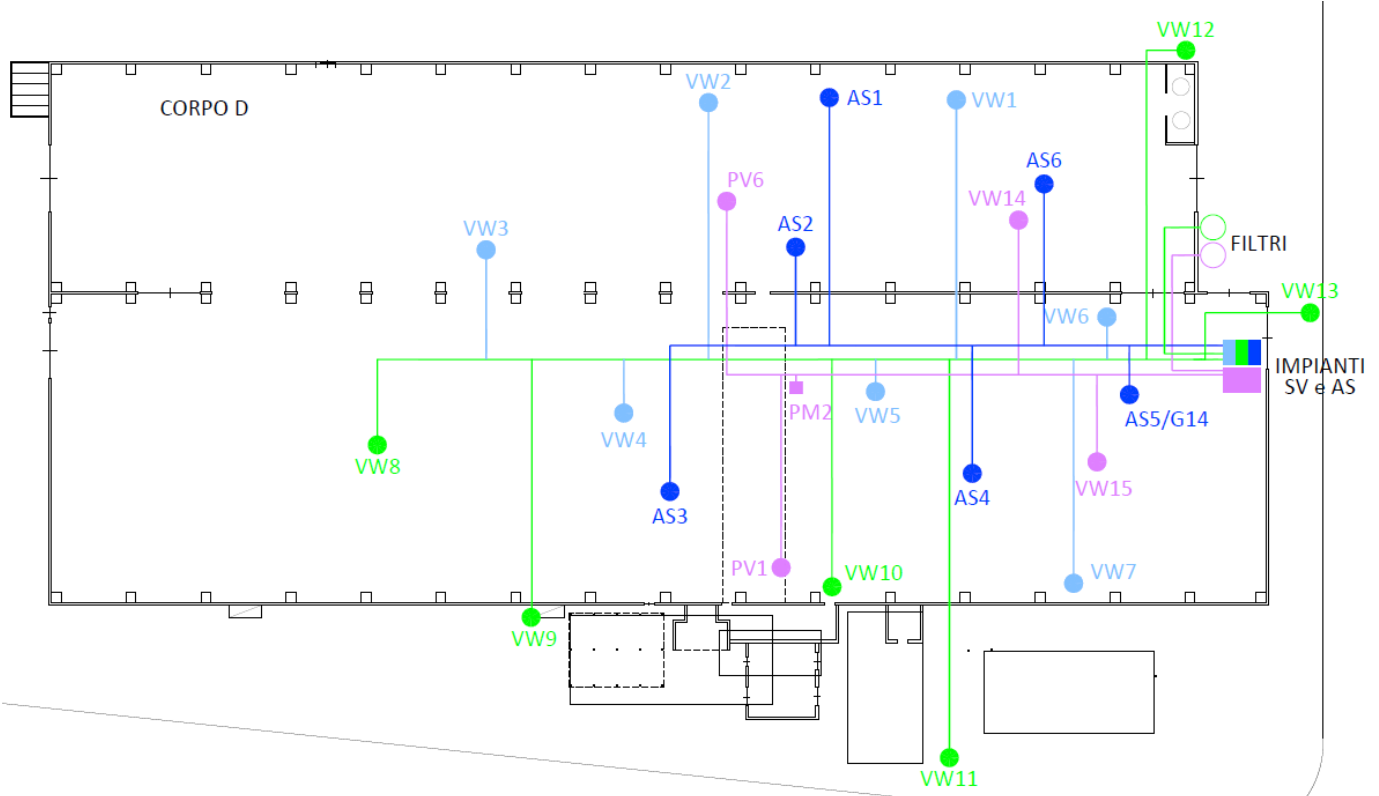 VW12
VW2
AS1
VW1
CORPO D
AS6
PV6
VW14
AS2
VW3
FILTRI
VW13
VW6
IMPIANTI
SV e AS
PM2
VW5
AS5/G14
VW4
VW8
VW15
AS4
AS3
PV1
VW10
VW7
VW9
VW11